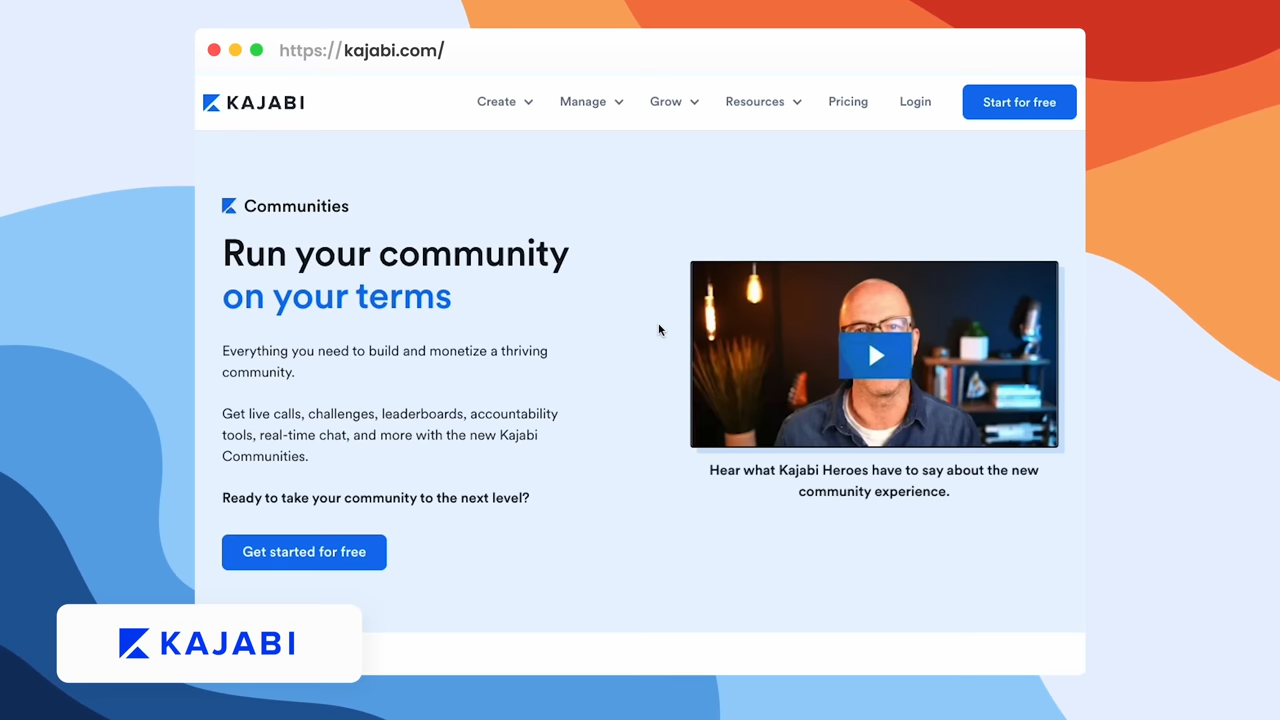 https://kajabi.com/
KAJABI
Create
Manage
Grow
Resources
Pricing
Login
Start for free
Communities
Run your community
on your terms
Everything you need to build and monetize a thriving
community.
Get live calls, challenges, leaderboards, accountability
tools, real-time chat, and more with the new Kajabi
Communities.
Ready to take your community to the next level?
Get started for free
Hear what Kajabi Heroes have to say about the new
community experience.
KAJABI